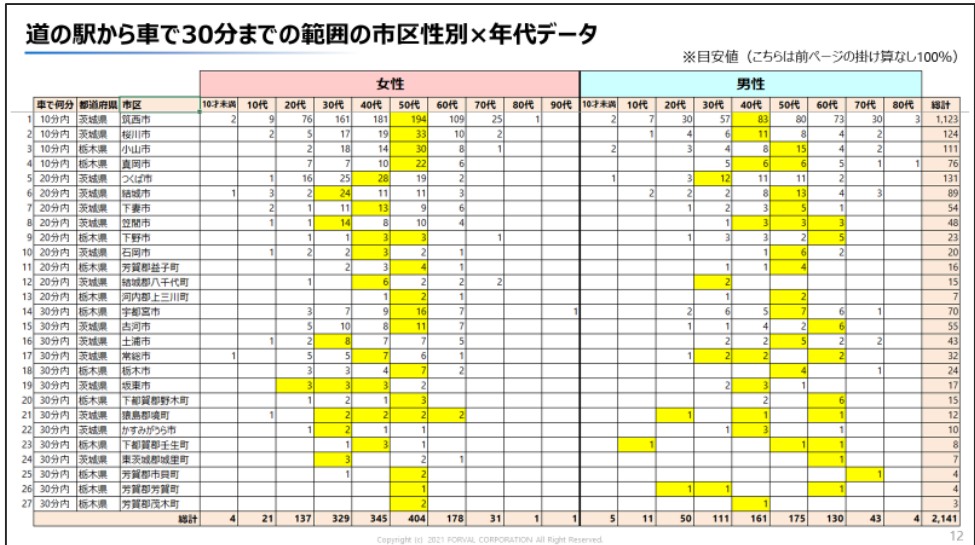 道の駅から車で30分までの範囲の市区性別×年代データ
※目安値（こちらは前ページの掛け算なし100%）
女性 男性
車で何分 都道府県 市区 10才未満 10代 20代 30代 40代 50代 60代 70代 80代 90代 10才未満 10代 20代 30代 40代 50代 60代 70代 80代 総計
1 10分内 茨城県 筑西市 2 9 76 161 181 194 109 25 1 2 7 30 57 83 80 73 30 3 1,123
2 10分内 茨城県 桜川市 2 5 17 19 33 10 2 1 4 6 11 8 4 2 124
3 10分内 栃木県 小山市 2 18 14 30 8 1 2 3 4 8 15 4 2 111
4 10分内 栃木県 真岡市 7 7 10 22 6 5 6 6 5 1 1 76
5 20分内 茨城県 つくば市 1 16 25 28 19 2 1 3 12 11 11 2 131
6 20分内 茨城県 結城市 1 3 2 24 11 11 3 2 2 2 8 13 4 3 89
7 20分内 茨城県 下妻市 2 1 11 13 9 6 1 2 3 5 1 54
8 20分内 茨城県 笠間市 1 1 14 8 10 4 1 3 3 3 48
9 20分内 栃木県 下野市 1 1 3 3 1 1 3 3 2 5 23
10 20分内 茨城県 石岡市 1 2 2 3 2 1 1 6 2 20
11 20分内 栃木県 芳賀郡益子町 2 3 4 1 1 1 4 16
12 20分内 茨城県 結城郡八千代町 1 6 2 2 2 2 15
13 20分内 栃木県 河内郡上三川町 1 2 1 1 2 7
14 30分内 栃木県 宇都宮市 3 7 9 16 7 1 2 6 5 7 6 1 70
15 30分内 茨城県 古河市 5 10 8 11 7 1 1 4 2 6 55
16 30分内 茨城県 土浦市 1 2 8 7 7 5 2 2 5 2 2 43
17 30分内 茨城県 常総市 1 5 5 7 6 1 1 2 2 2 32
18 30分内 栃木県 栃木市 3 3 4 7 2 4 1 24
19 30分内 茨城県 坂東市 3 3 3 2 2 3 1 17
20 30分内 栃木県 下都賀郡野木町 1 2 1 3 2 6 15
21 30分内 茨城県 猿島郡境町 1 2 2 2 2 1 1 1 12
22 30分内 茨城県 かすみがうら市 1 2 1 1 1 3 1 10
23 30分内 栃木県 下都賀郡壬生町 1 3 1 1 1 1 8
24 30分内 茨城県 東茨城郡城里町 3 2 1 1 7
25 30分内 栃木県 芳賀郡市貝町 1 2 1 4
26 30分内 栃木県 芳賀郡芳賀町 1 1 1 1 4
27 30分内 栃木県 芳賀郡茂木町 2 1 3
総計 4 21 137 329 345 404 178 31 1 1 5 11 50 111 161 175 130 43 4 2,141
Copyright (c) 2021 FORVAL CORPORATION All Right Reserved.
12